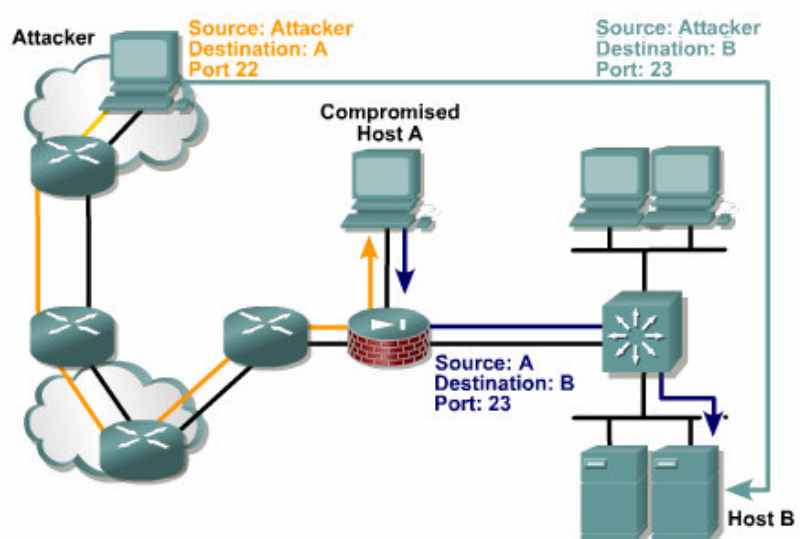 Attacker
Source: Attacker
Destination: A
Port 22
Source: Attacker
Destination: B
Port: 23
Compromised
Host A
Source: A
Destination: B
Port: 23
Host B